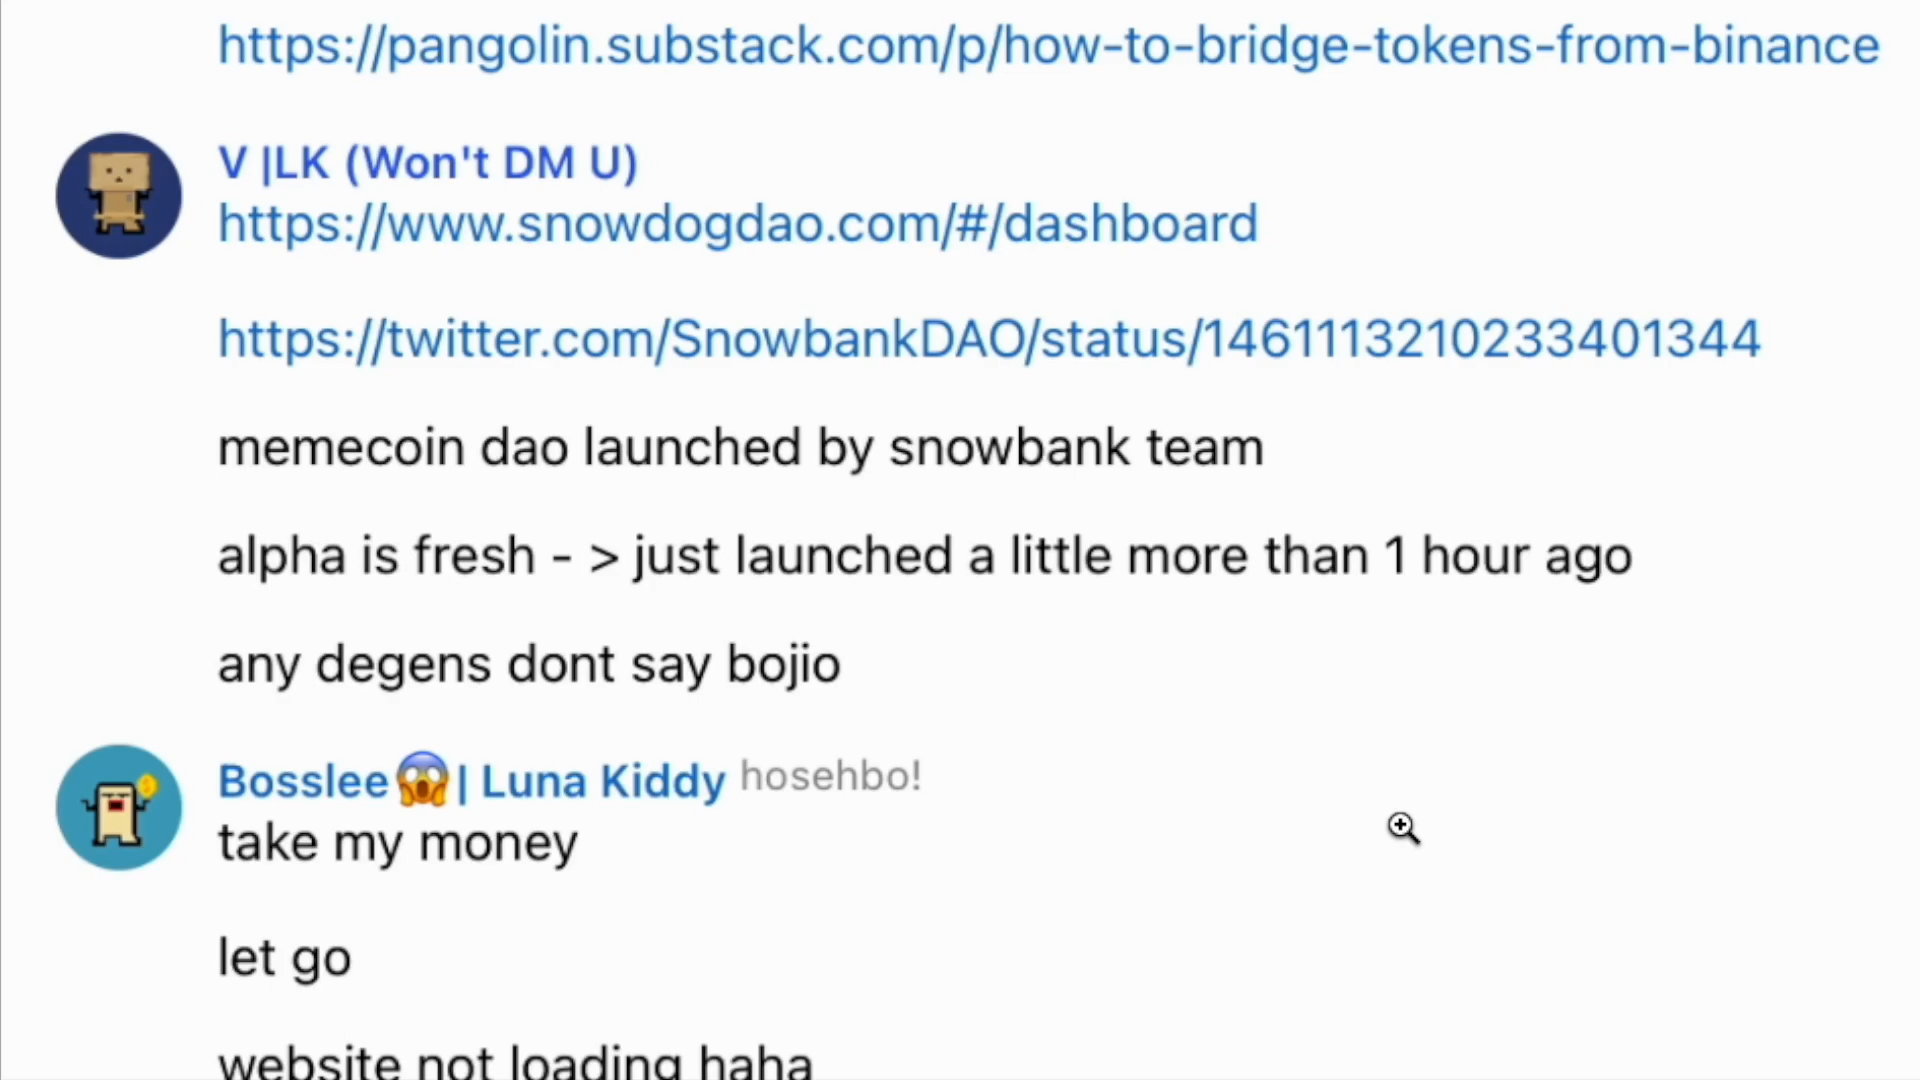 https://pangolin.substack.com/p/how-to-bridge-tokens-from-binance
V |LK (Won't DM U)
https://www.snowdogdao.com/#/dashboard
https://twitter.com/SnowbankDAO/status/1461113210233401344
memecoin dao launched by snowbank team
alpha is fresh - > just launched a little more than 1 hour ago
any degens dont say bojio
Bosslee😱| Luna Kiddy hosehbo!
take my money
let go
website not loading haha